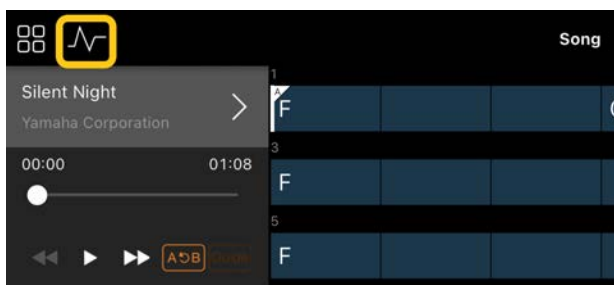 Song
Silent Night
Yamaha Corporation
00:00 01:08
A⮌B
1
A
F
3
F
5
F